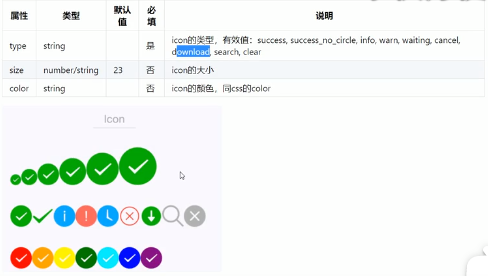 属性 类型 默认值 必填 说明
type string 是 icon的类型，有效值：success, success_no_circle, info, warn, waiting, cancel,
download, search, clear
size number/string 23 否 icon的大小
color string 否 icon的颜色，同css的color
Icon